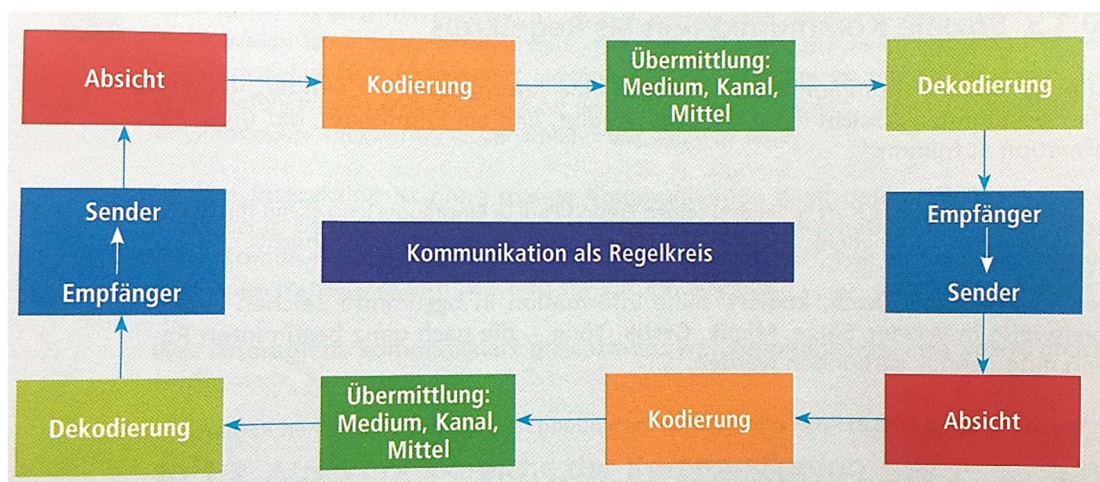 Absicht
Kodierung
Übermittlung:
Medium, Kanal,
Mittel
Dekodierung
Sender
Empfänger
Kommunikation als Regelkreis
Empfänger
Sender
Dekodierung
Übermittlung:
Medium, Kanal,
Mittel
Kodierung
Absicht